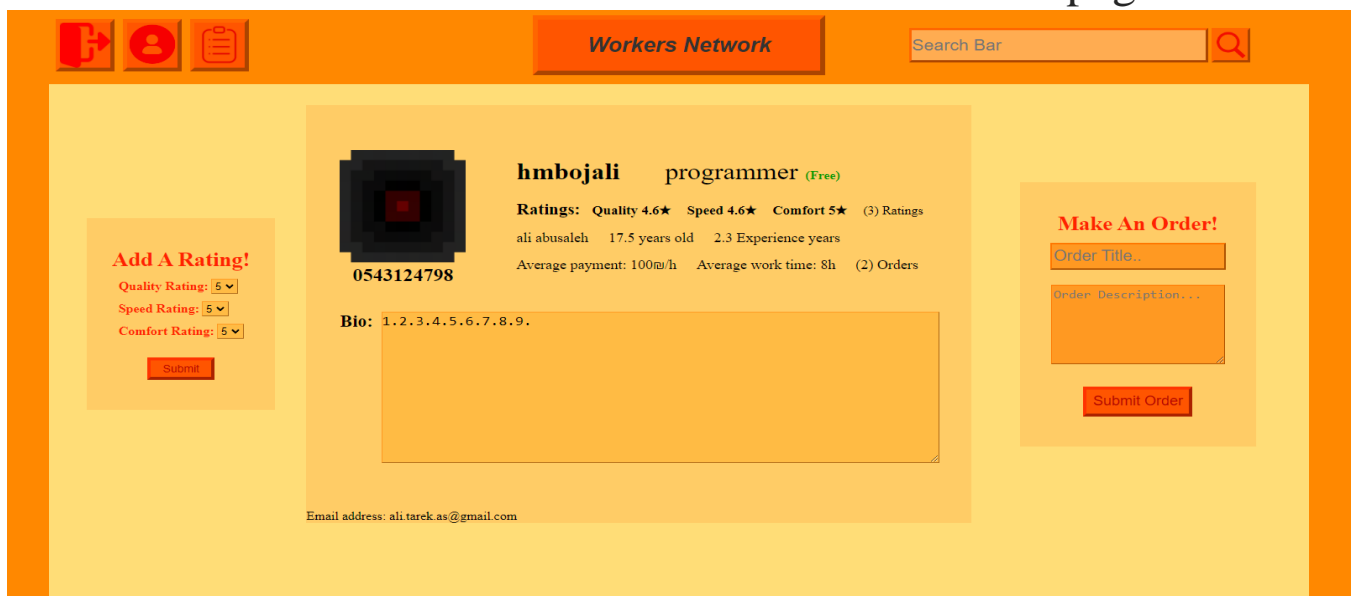 Workers Network
Search Bar
hmbojali programmer (Free)
Ratings: Quality 4.6★ Speed 4.6★ Comfort 5★ (3) Ratings
ali abusaleh 17.5 years old 2.3 Experience years
Average payment: 100₪/h Average work time: 8h (2) Orders
0543124798
Bio: 1.2.3.4.5.6.7.8.9.
Email address: ali.tarek.as@gmail.com
Add A Rating!
Quality Rating: 5
Speed Rating: 5
Comfort Rating: 5
Submit
Make An Order!
Order Title..
Order Description...
Submit Order